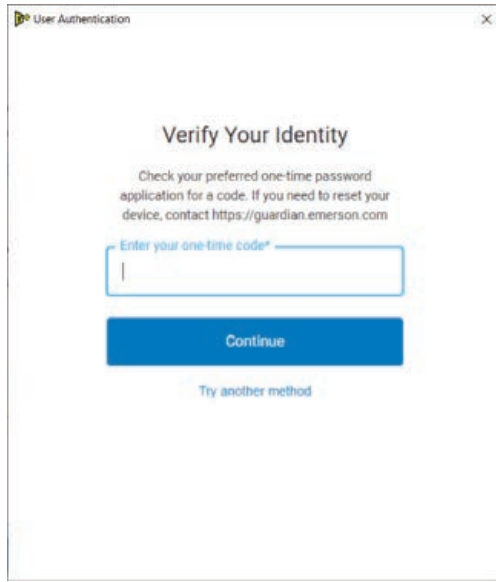 User Authentication
Verify Your Identity
Check your preferred one-time password
application for a code. If you need to reset your
device, contact https://guardian.emerson.com
Enter your one-time code*
Continue
Try another method